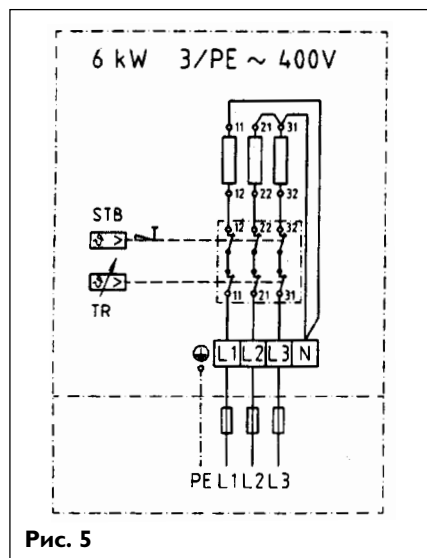 6 kW 3/PE ~ 400V
11 21 31
12 22 32
STB
12 22 32
ϑ >
ϑ >
11 21 31
TR
L1 L2 L3 N
PE L1 L2 L3
Рис. 5